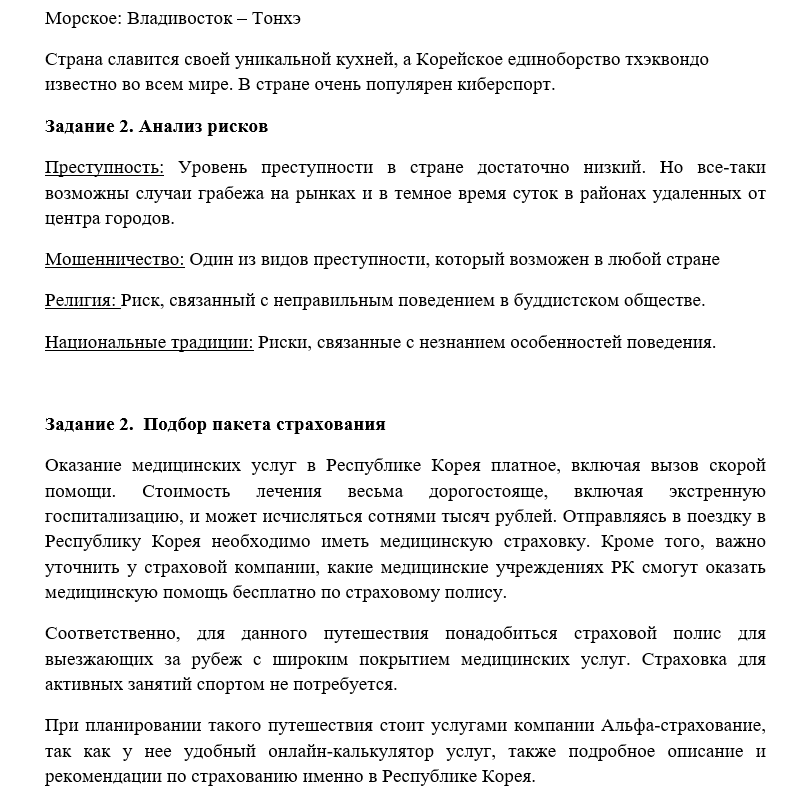 Морское: Владивосток – Тонхэ
Страна славится своей уникальной кухней, а Корейское единоборство тхэквондо
известно во всем мире. В стране очень популярен киберспорт.
Задание 2. Анализ рисков
Преступность: Уровень преступности в стране достаточно низкий. Но все-таки
возможны случаи грабежа на рынках и в темное время суток в районах удаленных от
центра городов.
Мошенничество: Один из видов преступности, который возможен в любой стране
Религия: Риск, связанный с неправильным поведением в буддистском обществе.
Национальные традиции: Риски, связанные с незнанием особенностей поведения.
Задание 2. Подбор пакета страхования
Оказание медицинских услуг в Республике Корея платное, включая вызов скорой
помощи. Стоимость лечения весьма дорогостояще, включая экстренную
госпитализацию, и может исчисляться сотнями тысяч рублей. Отправляясь в поездку в
Республику Корея необходимо иметь медицинскую страховку. Кроме того, важно
уточнить у страховой компании, какие медицинские учреждениях РК смогут оказать
медицинскую помощь бесплатно по страховому полису.
Соответственно, для данного путешествия понадобиться страховой полис для
выезжающих за рубеж с широким покрытием медицинских услуг. Страховка для
активных занятий спортом не потребуется.
При планировании такого путешествия стоит услугами компании Альфа-страхование,
так как у нее удобный онлайн-калькулятор услуг, также подробное описание и
рекомендации по страхованию именно в Республике Корея.